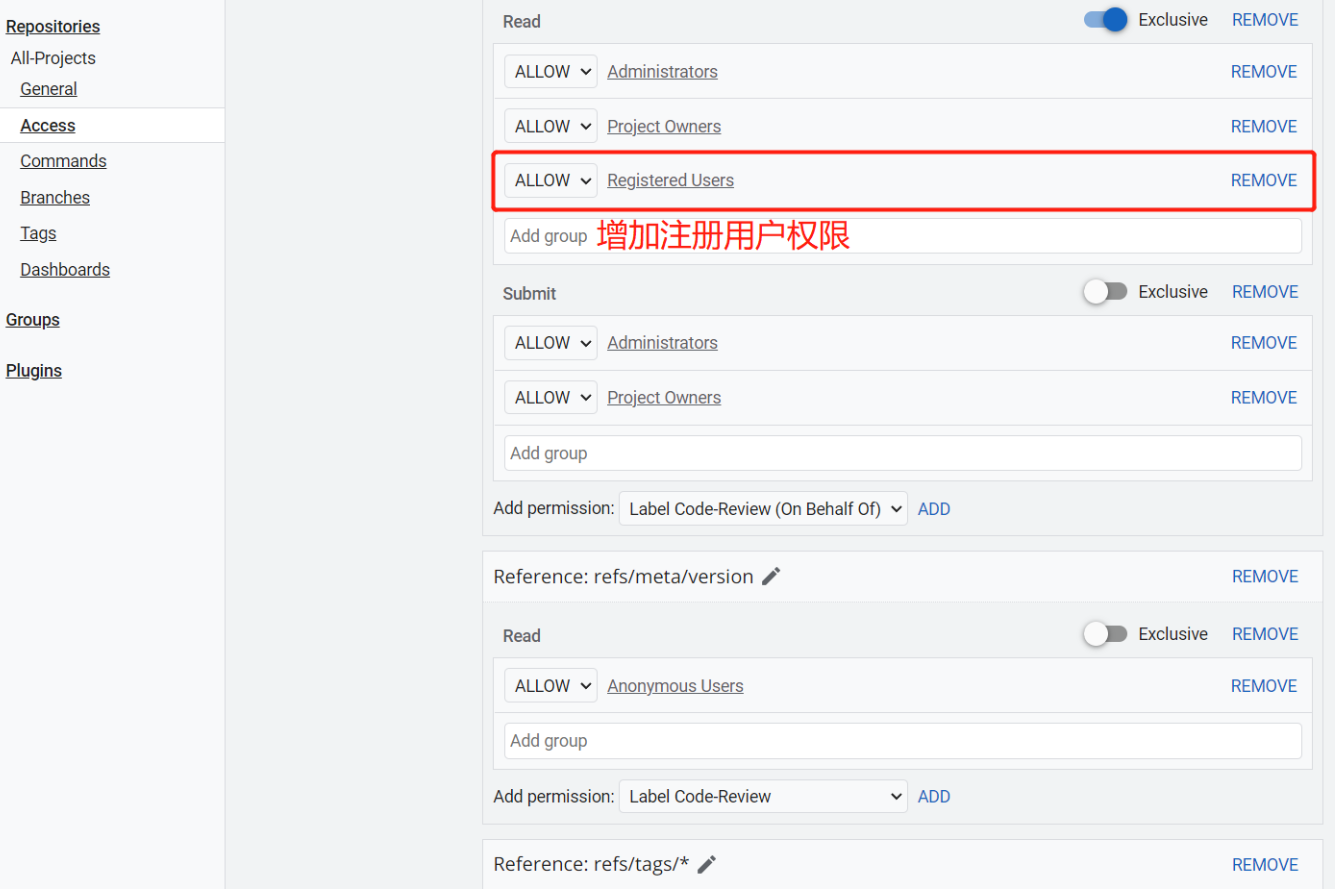 Repositories
All-Projects
General
Access
Commands
Branches
Tags
Dashboards
Groups
Plugins
Read Exclusive REMOVE
ALLOW Administrators REMOVE
ALLOW Project Owners REMOVE
ALLOW Registered Users REMOVE
Add group 增加注册用户权限
Submit Exclusive REMOVE
ALLOW Administrators REMOVE
ALLOW Project Owners REMOVE
Add group
Add permission: Label Code-Review (On Behalf Of) ADD
Reference: refs/meta/version REMOVE
Read Exclusive REMOVE
ALLOW Anonymous Users REMOVE
Add group
Add permission: Label Code-Review ADD
Reference: refs/tags/* REMOVE